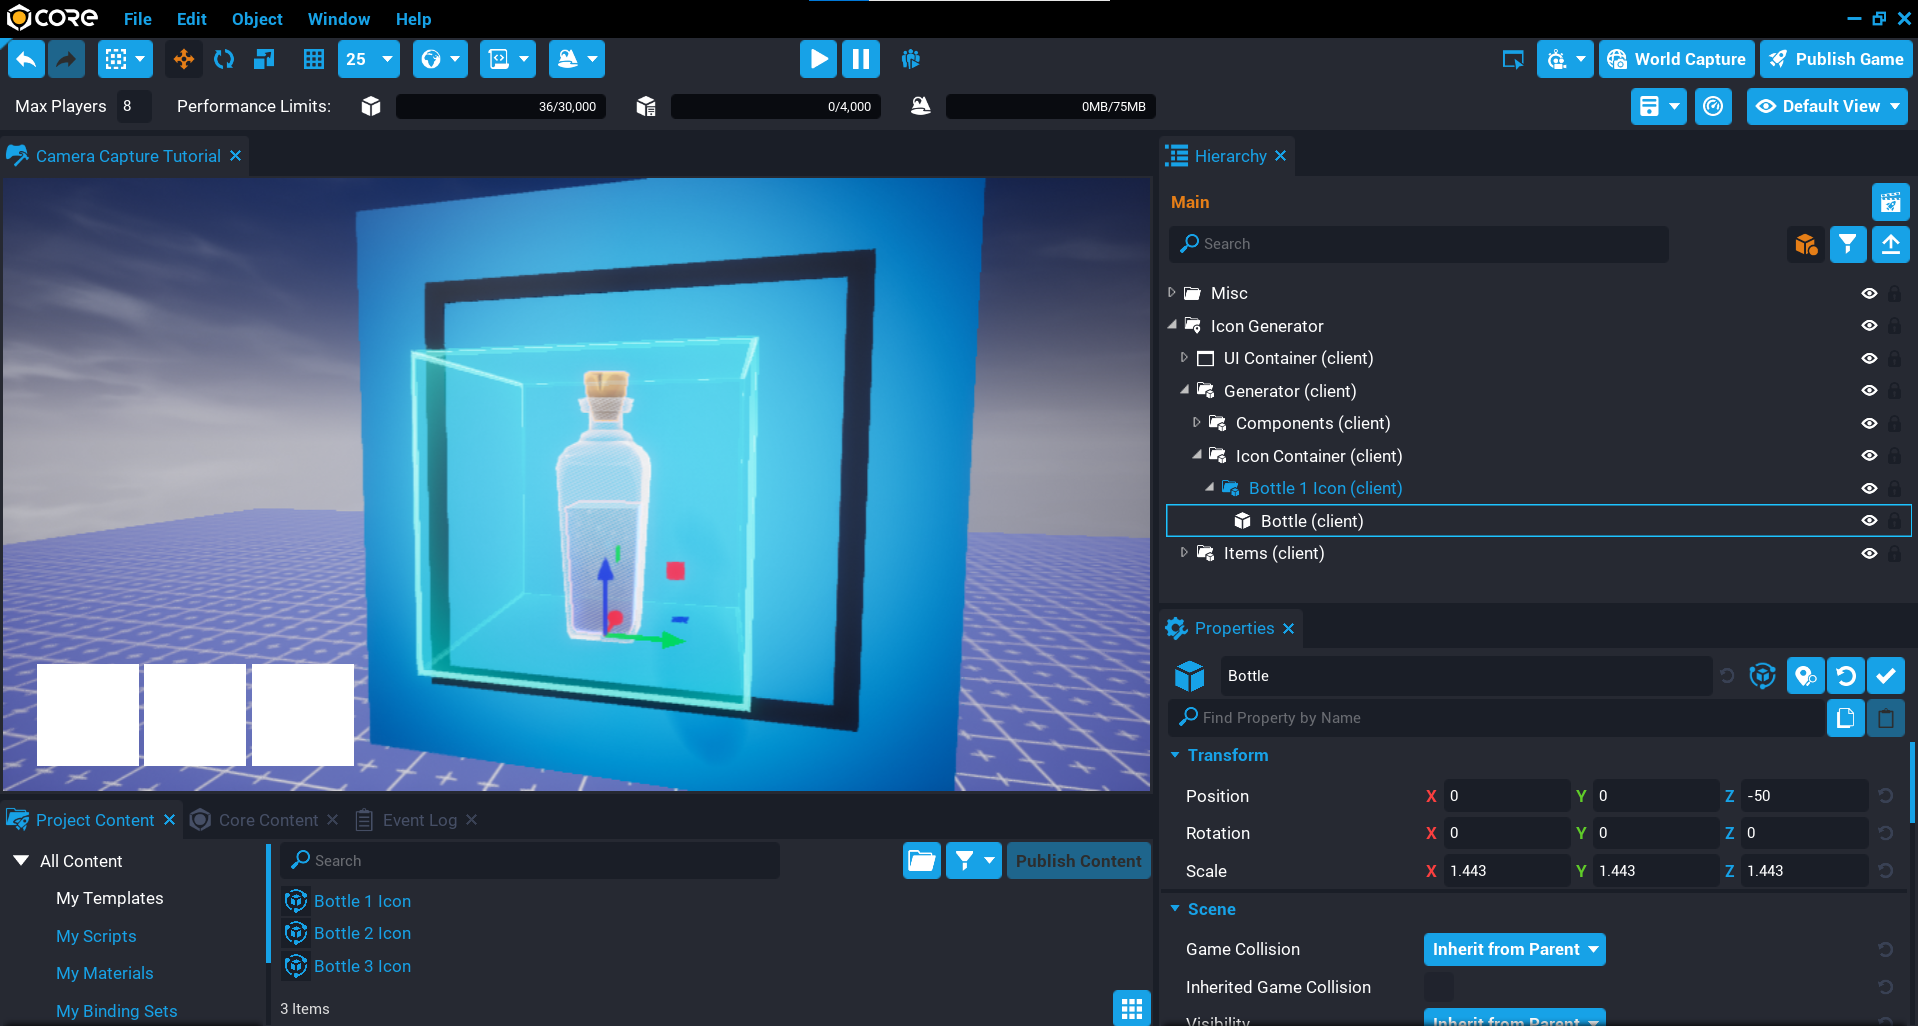 CORE File Edit Object Window Help
25 World Capture Publish Game
Max Players 8 Performance Limits: 36/30,000 0/4,000 0MB/75MB Default View
Camera Capture Tutorial
Hierarchy
Main
Search
Misc
Icon Generator
UI Container (client)
Generator (client)
Components (client)
Icon Container (client)
Bottle 1 Icon (client)
Bottle (client)
Items (client)
Properties
Bottle
Find Property by Name
Transform
Position X 0 Y 0 Z -50
Rotation X 0 Y 0 Z 0
Scale X 1.443 Y 1.443 Z 1.443
Scene
Game Collision Inherit from Parent
Inherited Game Collision
Visibility Inherit from Parent
Project Content Core Content Event Log
All Content
My Templates
My Scripts
My Materials
My Binding Sets
Search Publish Content
Bottle 1 Icon
Bottle 2 Icon
Bottle 3 Icon
3 Items